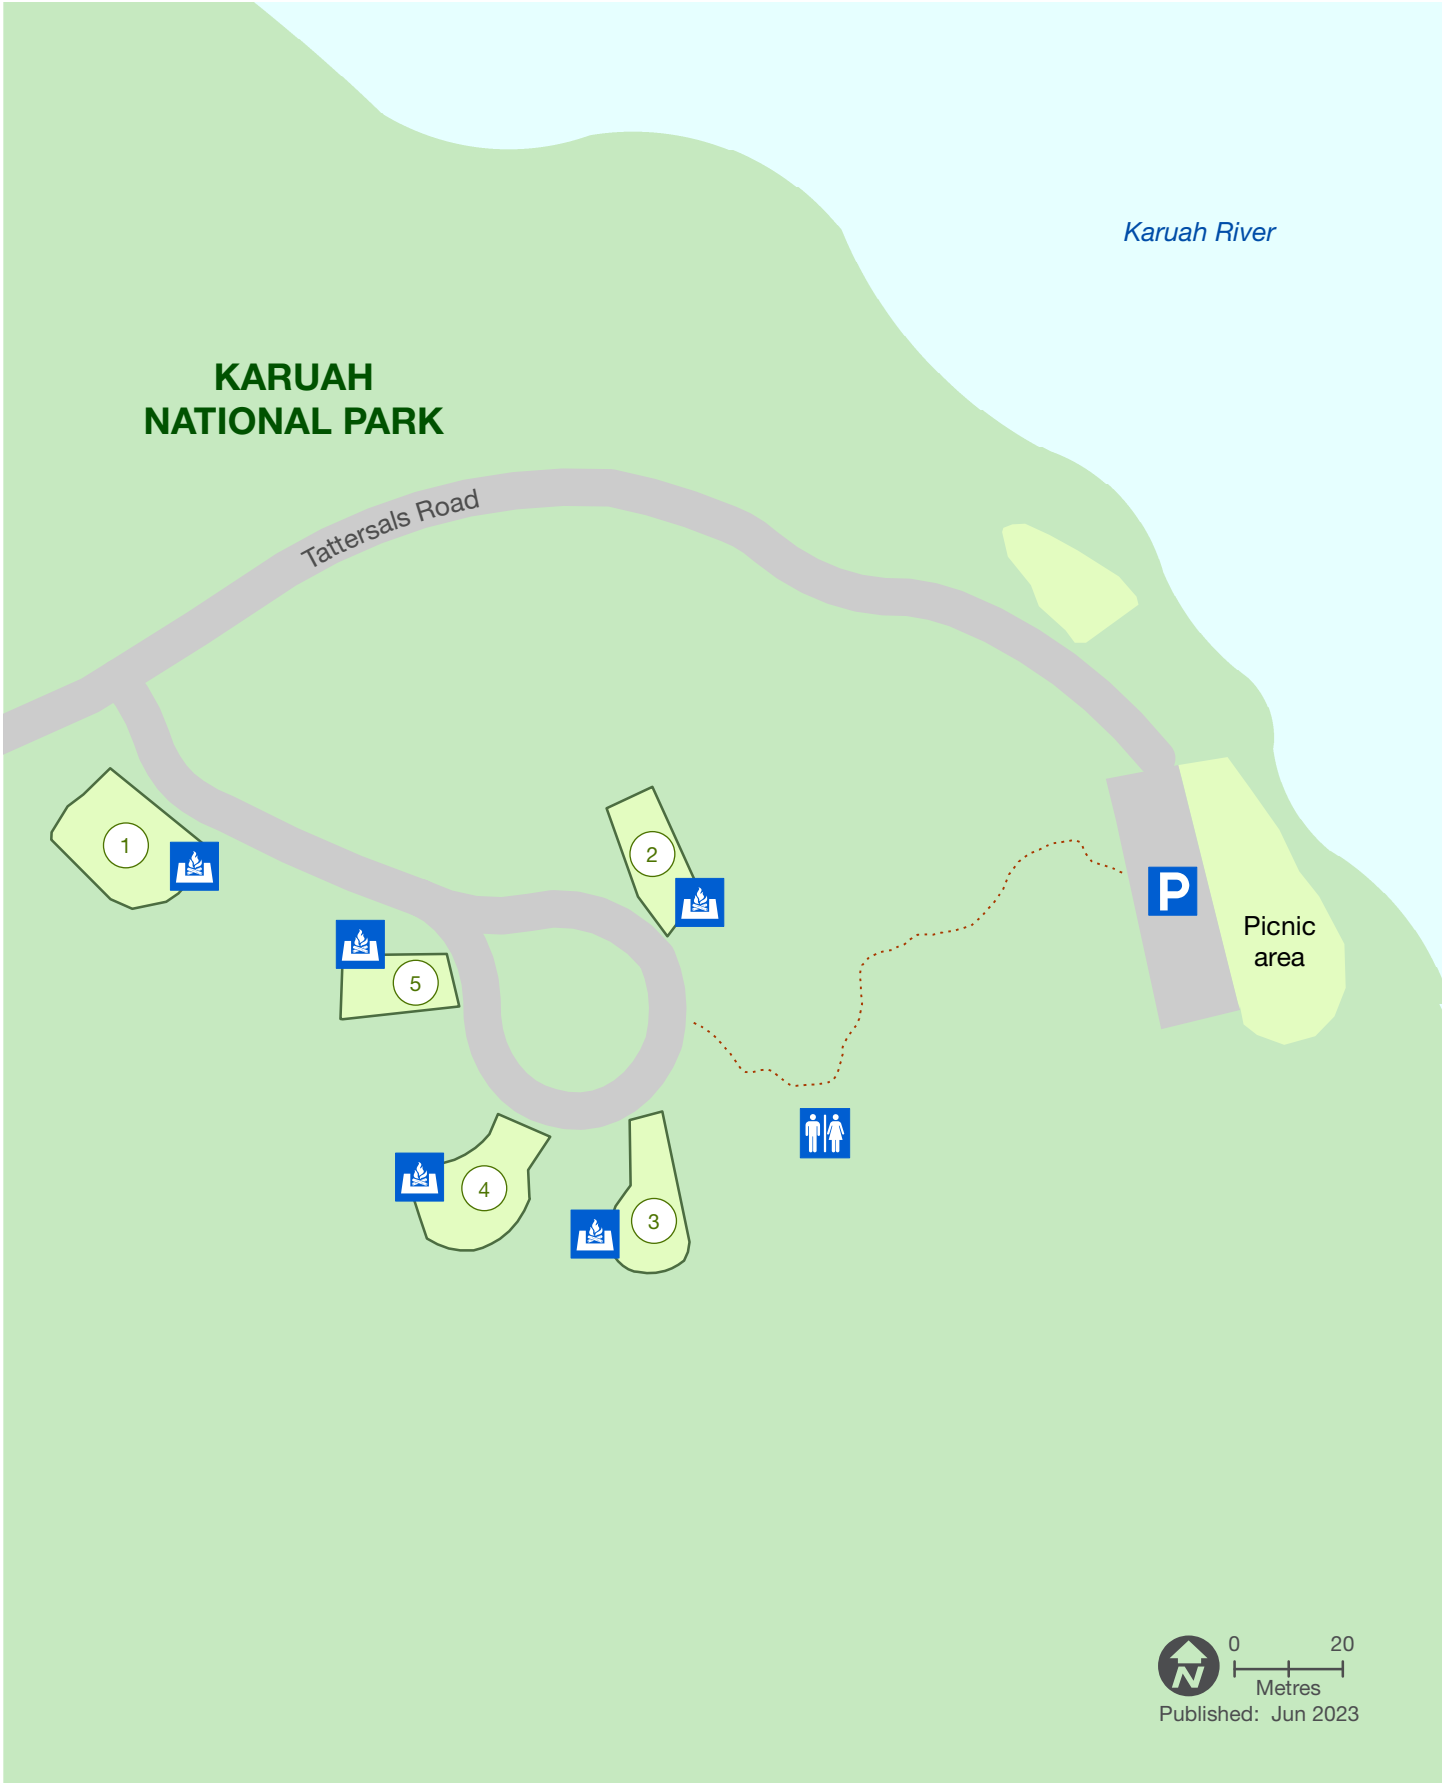 Karuah River
KARUAH
NATIONAL PARK
Tattersals Road
1
2
P
Picnic
area
5
4
3
0 20
N
Metres
Published: Jun 2023